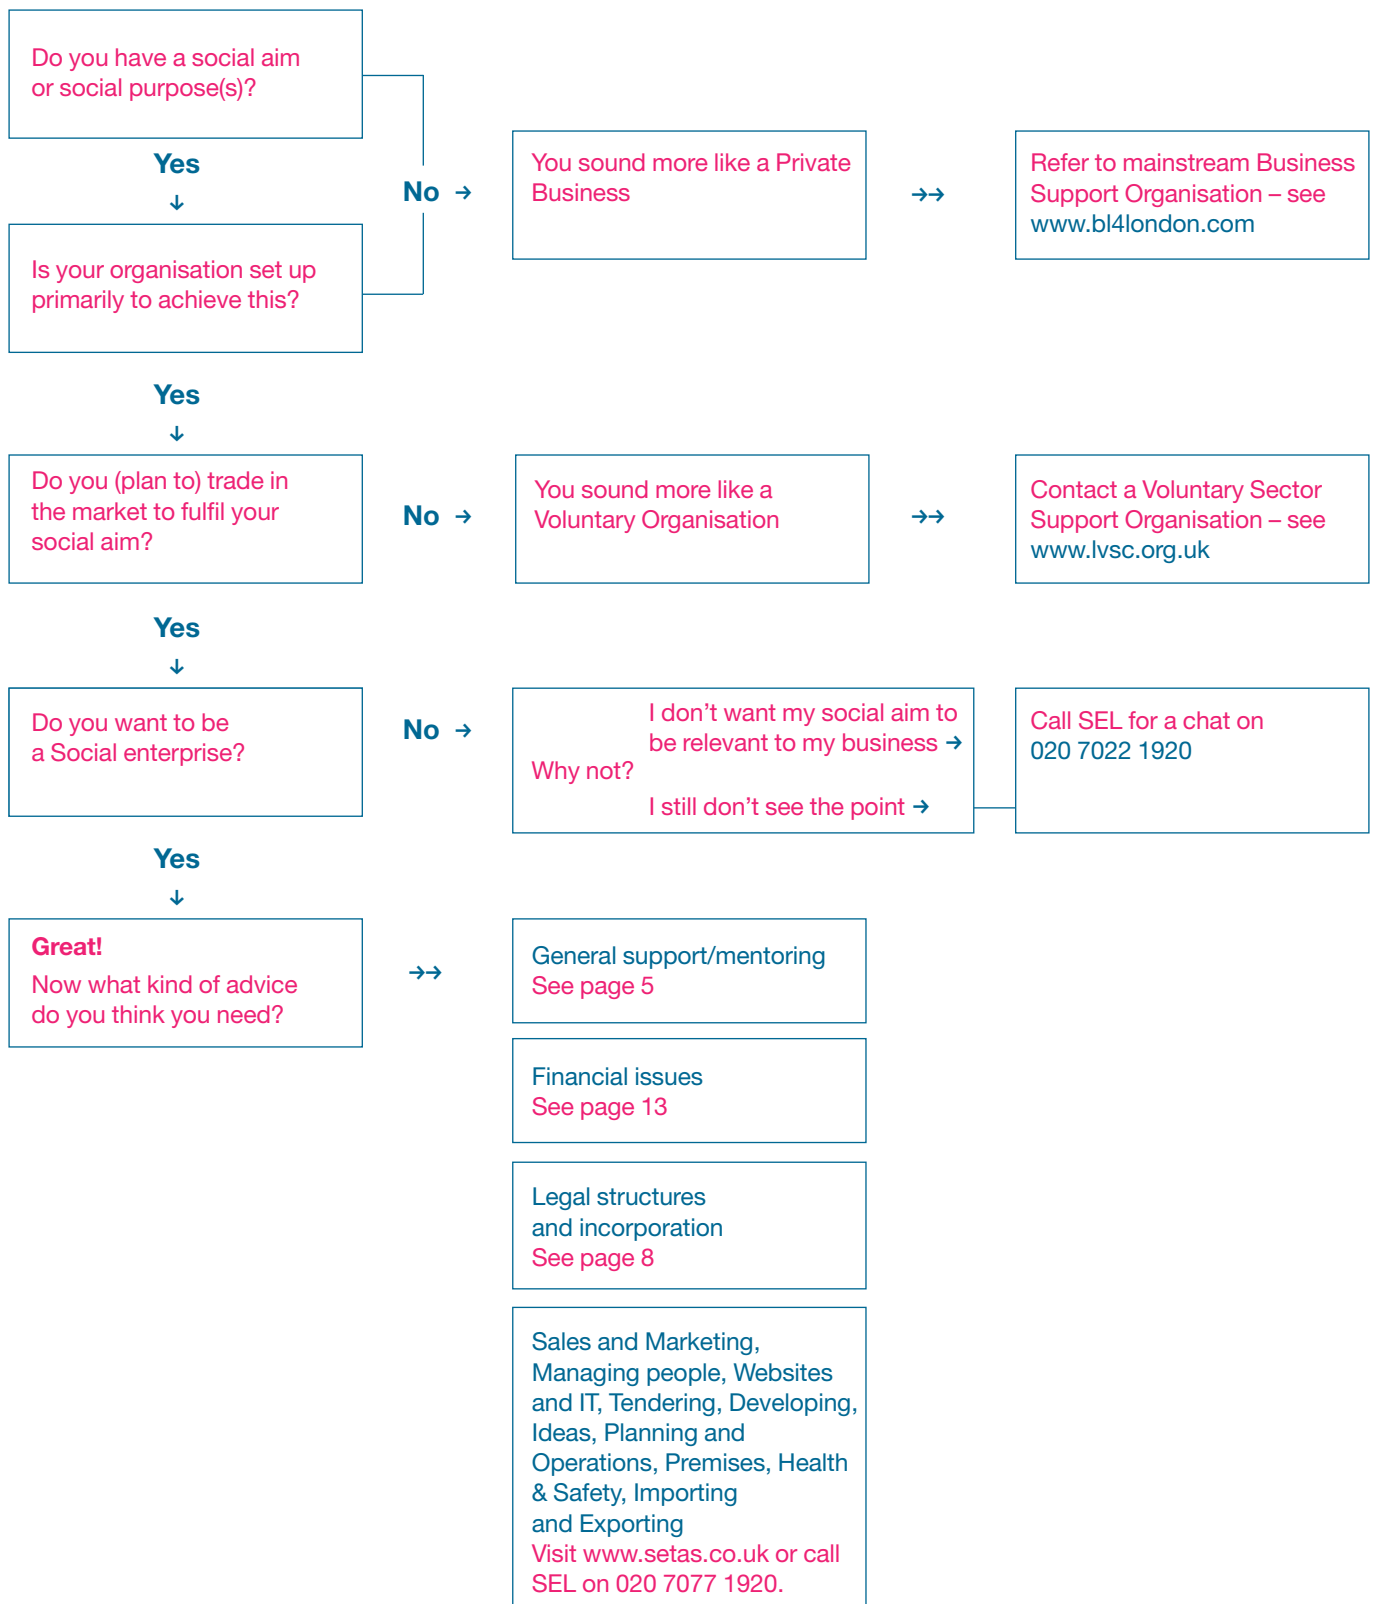 Do you have a social aim
or social purpose(s)?
Yes
↓
No →
You sound more like a Private
Business
→→
Refer to mainstream Business
Support Organisation – see
www.bl4london.com
Is your organisation set up
primarily to achieve this?
Yes
↓
Do you (plan to) trade in
the market to fulfil your
social aim?
No →
You sound more like a
Voluntary Organisation
→→
Contact a Voluntary Sector
Support Organisation – see
www.lvsc.org.uk
Yes
↓
Do you want to be
a Social enterprise?
No →
Why not?
I don’t want my social aim to
be relevant to my business →
I still don’t see the point →
Call SEL for a chat on
020 7022 1920
Yes
↓
Great!
Now what kind of advice
do you think you need?
→→
General support/mentoring
See page 5
Financial issues
See page 13
Legal structures
and incorporation
See page 8
Sales and Marketing,
Managing people, Websites
and IT, Tendering, Developing,
Ideas, Planning and
Operations, Premises, Health
& Safety, Importing
and Exporting
Visit www.setas.co.uk or call
SEL on 020 7077 1920.